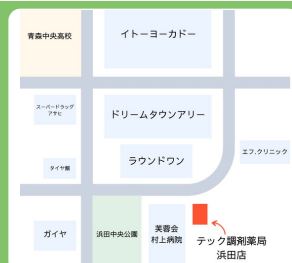 青森中央高校
イトーヨーカドー
スーパードラッグ
アサヒ
ドリームタウンアリー
タイヤ館
ラウンドワン
エフ.クリニック
ガイヤ
浜田中央公園
芙蓉会
村上病院
テック調剤薬局
浜田店